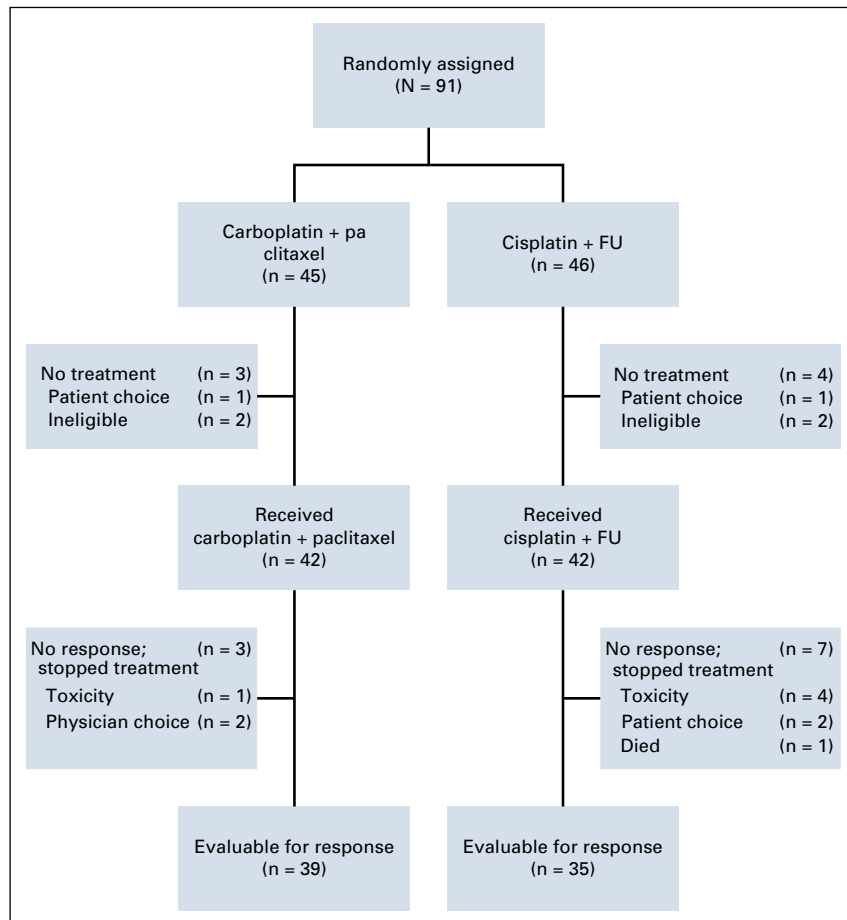 Randomly assigned
(N = 91)
Carboplatin + pa
clitaxel
(n = 45)
Cisplatin + FU
(n = 46)
No treatment (n = 3)
Patient choice (n = 1)
Ineligible (n = 2)
No treatment (n = 4)
Patient choice (n = 1)
Ineligible (n = 2)
Received
carboplatin + paclitaxel
(n = 42)
Received
cisplatin + FU
(n = 42)
No response; (n = 3)
stopped treatment
Toxicity (n = 1)
Physician choice (n = 2)
No response; (n = 7)
stopped treatment
Toxicity (n = 4)
Patient choice (n = 2)
Died (n = 1)
Evaluable for response
(n = 39)
Evaluable for response
(n = 35)